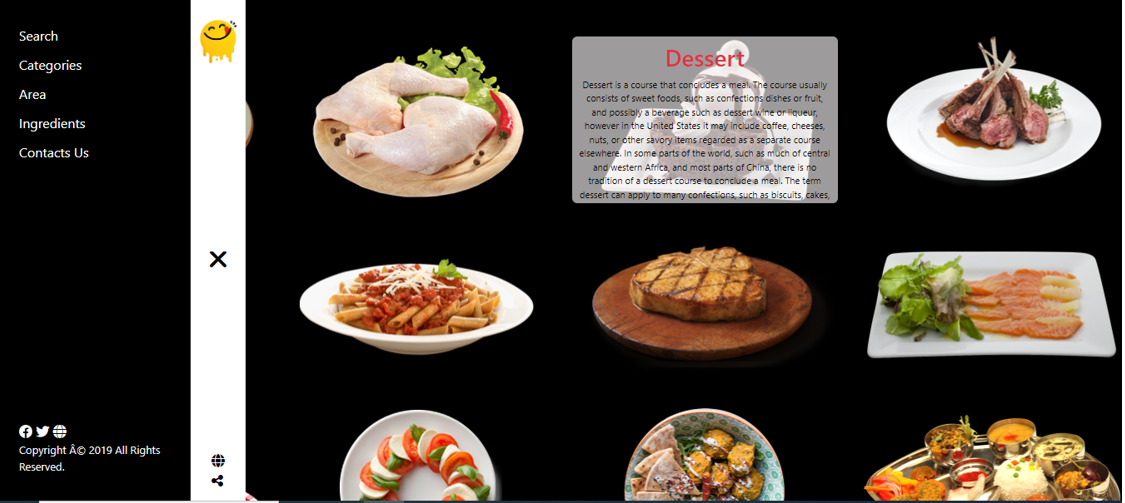 Search
Categories
Area
Ingredients
Contacts Us
Copyright Â© 2019 All Rights
Reserved.
Dessert
Dessert is a course that concludes a meal. The course usually
consists of sweet foods, such as confections dishes or fruit,
and possibly a beverage such as dessert wine or liqueur,
however in the United States it may include coffee, cheeses,
nuts, or other savory items regarded as a separate course
elsewhere. In some parts of the world, such as much of central
and western Africa, and most parts of China, there is no
tradition of a dessert course to conclude a meal. The term
dessert can apply to many confections, such as biscuits, cakes,